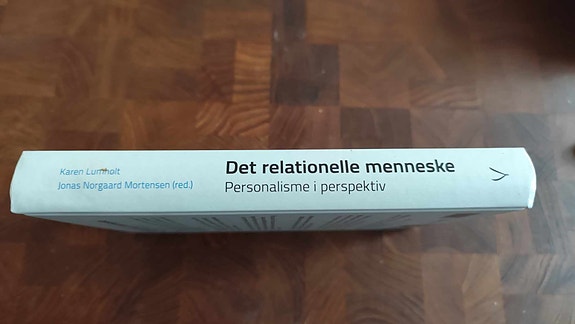 Karen Lumholt
Jonas Norgaard Mortensen (red.)
Det relationelle menneske
Personalisme i perspektiv